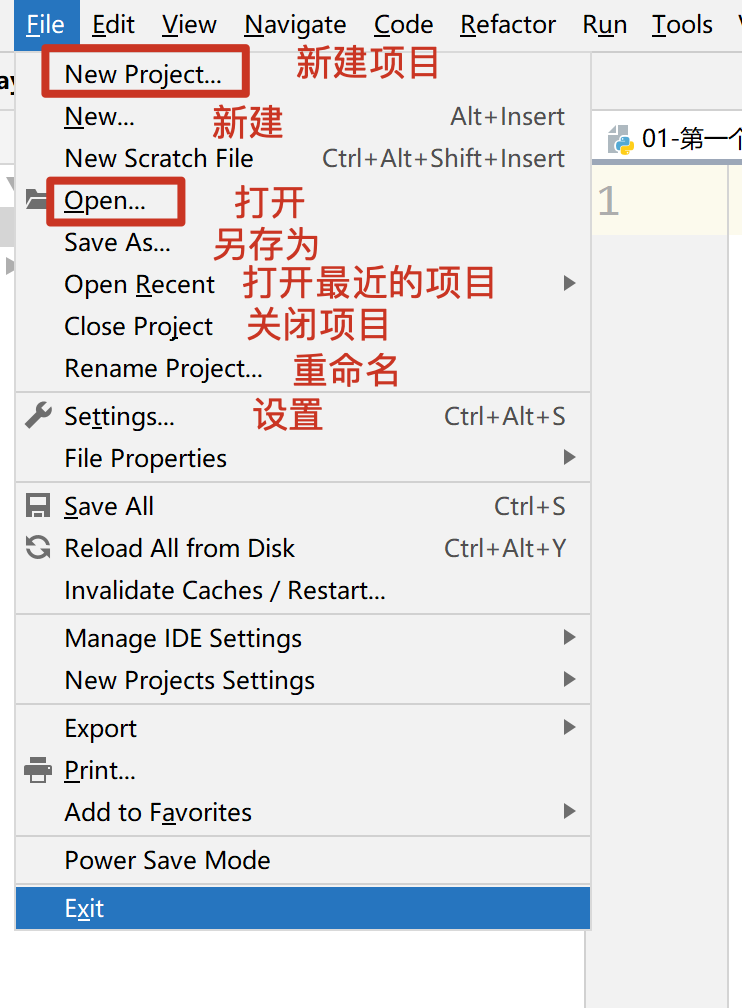 File Edit View Navigate Code Refactor Run Tools
New Project... 新建项目
New... 新建 Alt+Insert
New Scratch File Ctrl+Alt+Shift+Insert
01-第一个
Open... 打开
1
Save As... 另存为
Open Recent 打开最近的项目
Close Project 关闭项目
Rename Project... 重命名
Settings... 设置 Ctrl+Alt+S
File Properties
Save All Ctrl+S
Reload All from Disk Ctrl+Alt+Y
Invalidate Caches / Restart...
Manage IDE Settings
New Projects Settings
Export
Print...
Add to Favorites
Power Save Mode
Exit